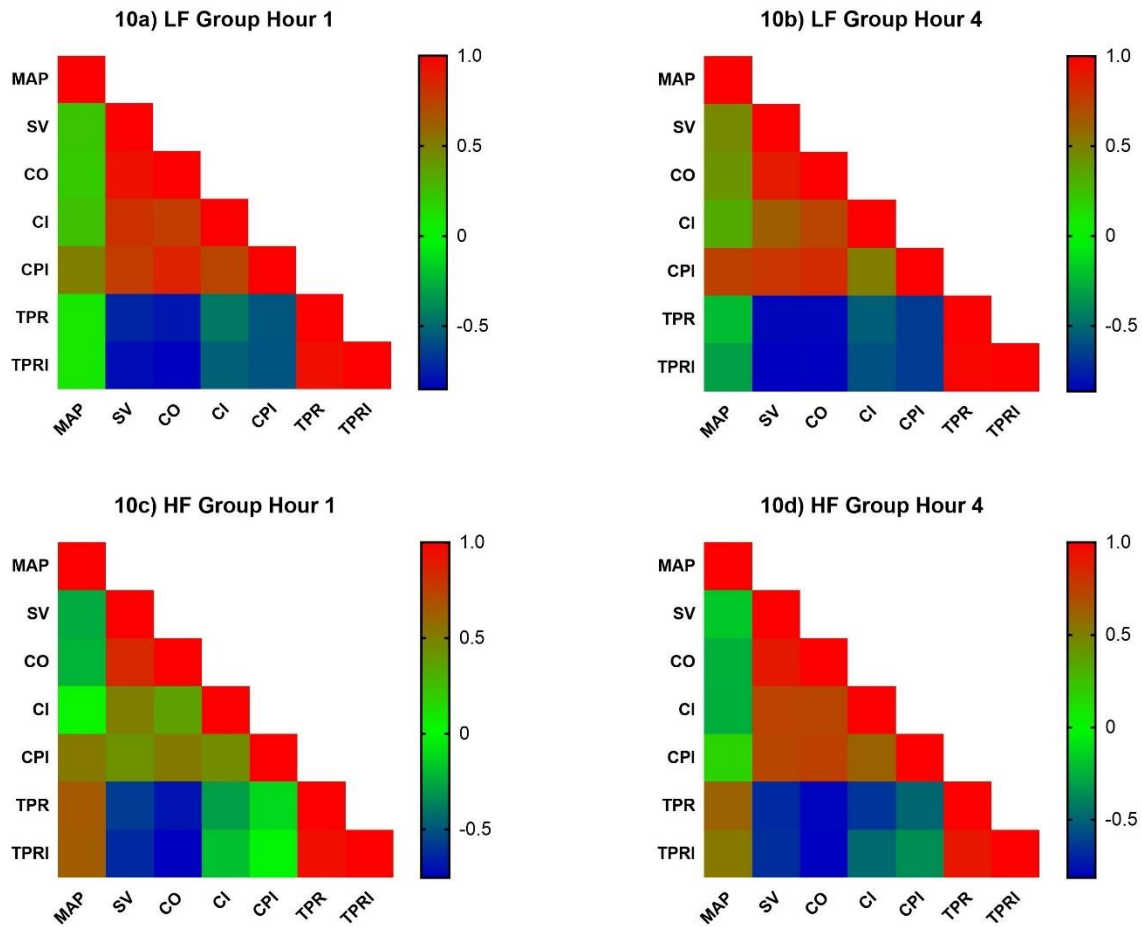 10a) LF Group Hour 1
MAP
SV
CO
CI
CPI
TPR
TPRI
MAP SV CO CI CPI TPR TPRI
1.0
0.5
0
-0.5
10b) LF Group Hour 4
MAP
SV
CO
CI
CPI
TPR
TPRI
MAP SV CO CI CPI TPR TPRI
1.0
0.5
0
-0.5
10c) HF Group Hour 1
MAP
SV
CO
CI
CPI
TPR
TPRI
MAP SV CO CI CPI TPR TPRI
1.0
0.5
0
-0.5
10d) HF Group Hour 4
MAP
SV
CO
CI
CPI
TPR
TPRI
MAP SV CO CI CPI TPR TPRI
1.0
0.5
0
-0.5